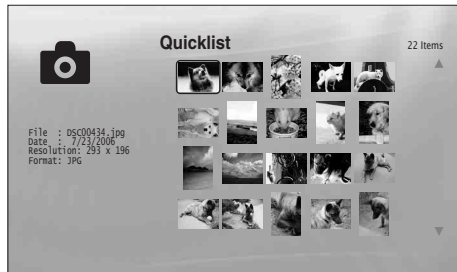 Quicklist
22 Items
File : DSC00434.jpg
Date : 7/23/2006
Resolution: 293 x 196
Format: JPG